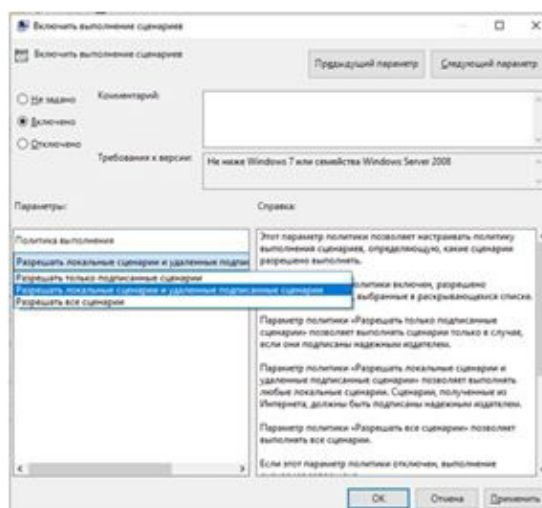 Включить выполнение сценариев
Включить выполнение сценариев
Предыдущий параметр
Следующий параметр
Не задано
Комментарий:
Включено
Отключено
Требования к версии:
Не ниже Windows 7 или семейства Windows Server 2008
Параметры:
Справка:
Политика выполнения
Разрешать локальные сценарии и удаленные подпи
Разрешать только подписанные сценарии
Разрешать локальные сценарии и удаленные подписанные сценарии
Разрешать все сценарии
Этот параметр политики позволяет настраивать политику
выполнения сценариев, определяющую, какие сценарии
разрешено выполнять.
политики включен, разрешено
выбранные в раскрывающемся списке.
Параметр политики «Разрешать только подписанные
сценарии» позволяет выполнять сценарии только в случае,
если они подписаны надежным издателем.
Параметр политики «Разрешать локальные сценарии и
удаленные подписанные сценарии» позволяет выполнять
любые локальные сценарии. Сценарии, полученные из
Интернета, должны быть подписаны надежным издателем.
Параметр политики «Разрешать все сценарии» позволяет
выполнять все сценарии.
Если этот параметр политики отключен, выполнение
OK
Отмена
Применить